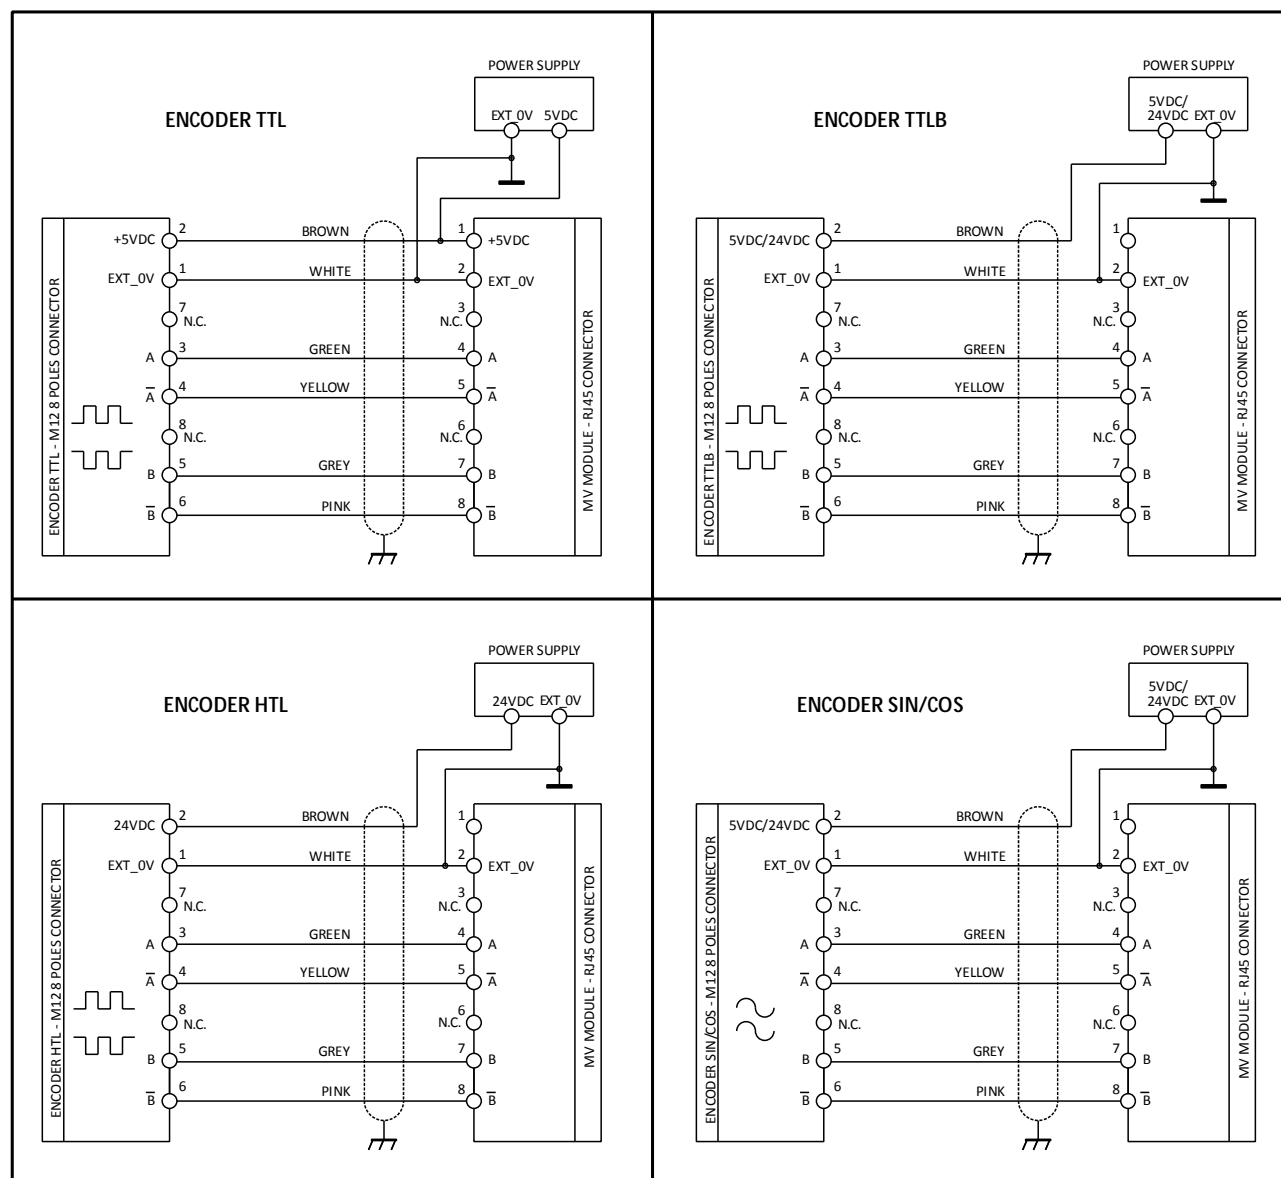 POWER SUPPLY
EXT_0V 5VDC
ENCODER TTL
ENCODER TTL - M12 8 POLES CONNECTOR
+5VDC 2 BROWN 1 +5VDC
EXT_0V 1 WHITE 2 EXT_0V
7 N.C. 3 N.C.
A 3 GREEN 4 A
A̅ 4 YELLOW 5 A̅
8 N.C. 6 N.C.
B 5 GREY 7 B
B̅ 6 PINK 8 B̅
MV MODULE - RJ45 CONNECTOR
POWER SUPPLY
5VDC/
24VDC EXT_0V
ENCODER TTLB
ENCODER TTLB - M12 8 POLES CONNECTOR
5VDC/24VDC 2 BROWN 1
EXT_0V 1 WHITE 2 EXT_0V
7 N.C. 3 N.C.
A 3 GREEN 4 A
A̅ 4 YELLOW 5 A̅
8 N.C. 6 N.C.
B 5 GREY 7 B
B̅ 6 PINK 8 B̅
MV MODULE - RJ45 CONNECTOR
POWER SUPPLY
24VDC EXT_0V
ENCODER HTL
ENCODER HTL - M12 8 POLES CONNECTOR
24VDC 2 BROWN 1
EXT_0V 1 WHITE 2 EXT_0V
7 N.C. 3 N.C.
A 3 GREEN 4 A
A̅ 4 YELLOW 5 A̅
8 N.C. 6 N.C.
B 5 GREY 7 B
B̅ 6 PINK 8 B̅
MV MODULE - RJ45 CONNECTOR
POWER SUPPLY
5VDC/
24VDC EXT_0V
ENCODER SIN/COS
ENCODER SIN/COS - M12 8 POLES CONNECTOR
5VDC/24VDC 2 BROWN 1
EXT_0V 1 WHITE 2 EXT_0V
7 N.C. 3 N.C.
A 3 GREEN 4 A
A̅ 4 YELLOW 5 A̅
8 N.C. 6 N.C.
B 5 GREY 7 B
B̅ 6 PINK 8 B̅
MV MODULE - RJ45 CONNECTOR